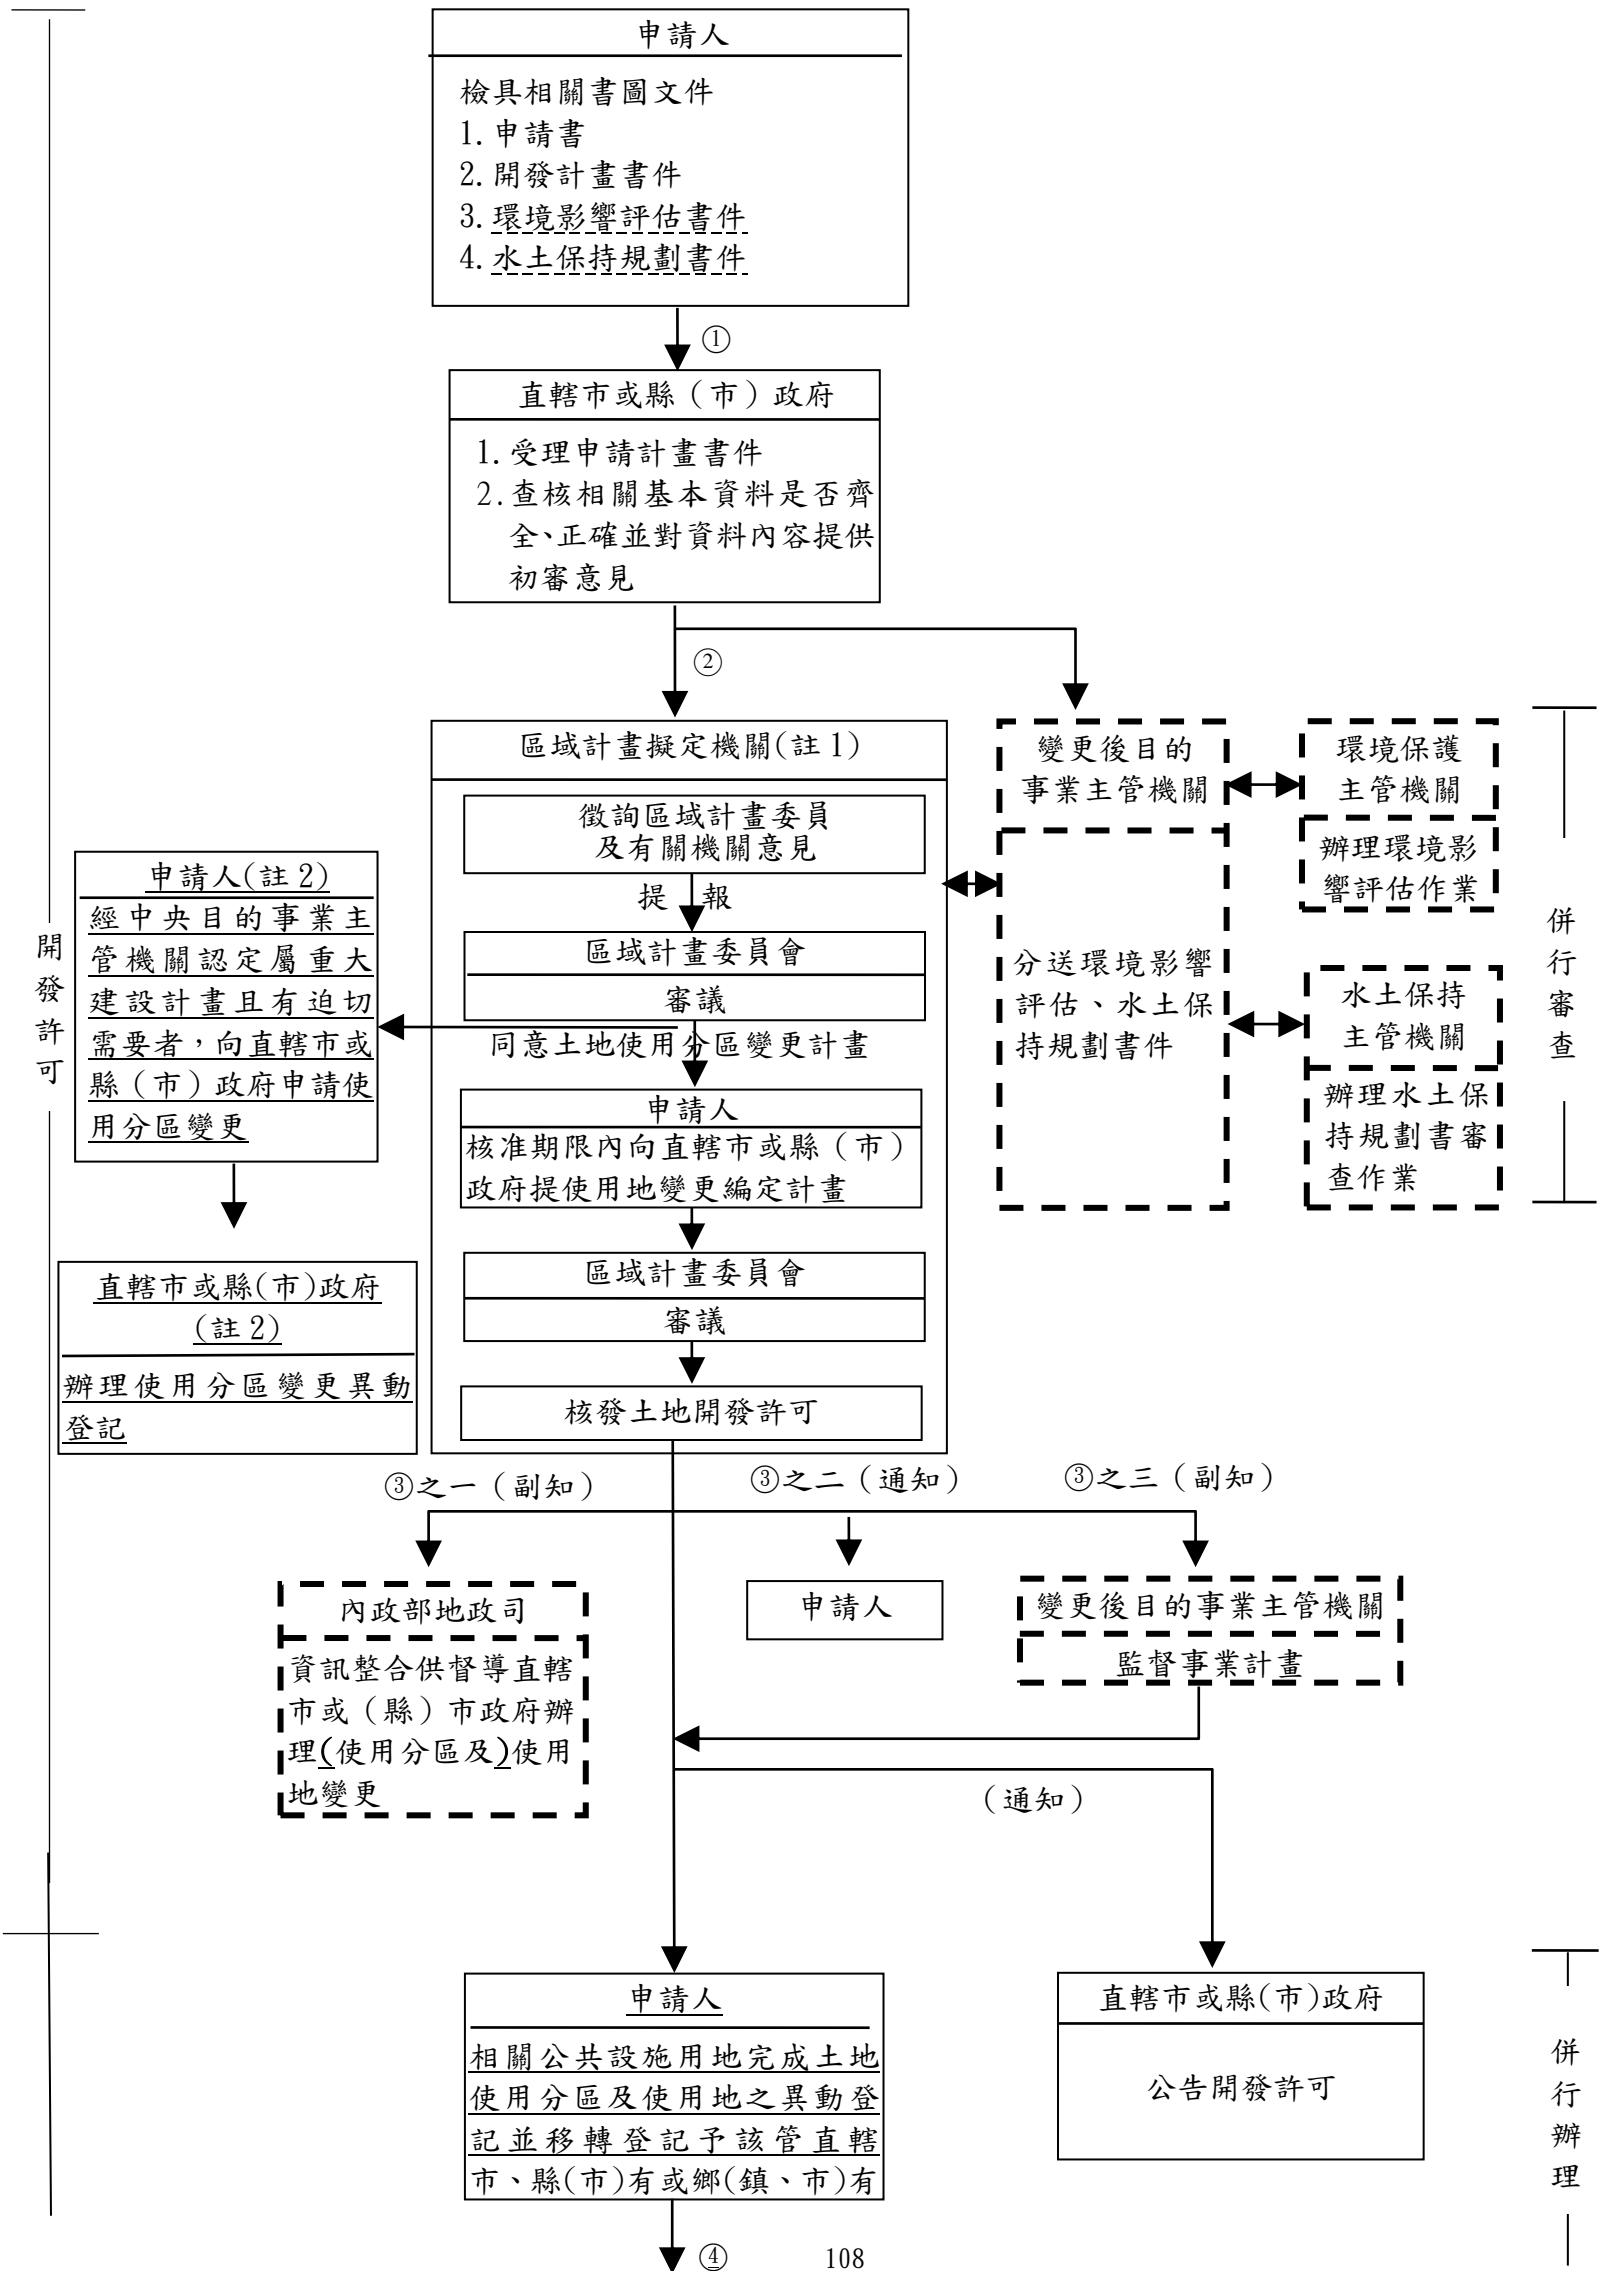 申請人
檢具相關書圖文件
1.申請書
2.開發計畫書件
3.環境影響評估書件
4.水土保持規劃書件
①
直轄市或縣（市）政府
1.受理申請計畫書件
2.查核相關基本資料是否齊
全、正確並對資料內容提供
初審意見
②
區域計畫擬定機關(註1)
徵詢區域計畫委員
及有關機關意見
提 報
區域計畫委員會
審議
同意土地使用分區變更計畫
申請人
核准期限內向直轄市或縣（市）
政府提使用地變更編定計畫
區域計畫委員會
審議
核發土地開發許可
變更後目的
事業主管機關
分送環境影響
評估、水土保
持規劃書件
環境保護
主管機關
辦理環境影
響評估作業
水土保持
主管機關
辦理水土保
持規劃書審
查作業
併
行
審
查
開
發
許
可
申請人(註2)
經中央目的事業主
管機關認定屬重大
建設計畫且有迫切
需要者，向直轄市或
縣（市）政府申請使
用分區變更
直轄市或縣(市)政府
(註2)
辦理使用分區變更異動
登記
③之一（副知）
③之二（通知）
③之三（副知）
內政部地政司
資訊整合供督導直轄
市或（縣）市政府辦
理(使用分區及)使用
地變更
申請人
變更後目的事業主管機關
監督事業計畫
（通知）
申請人
相關公共設施用地完成土地
使用分區及使用地之異動登
記並移轉登記予該管直轄
市、縣(市)有或鄉(鎮、市)有
直轄市或縣(市)政府
公告開發許可
併
行
辦
理
④
108